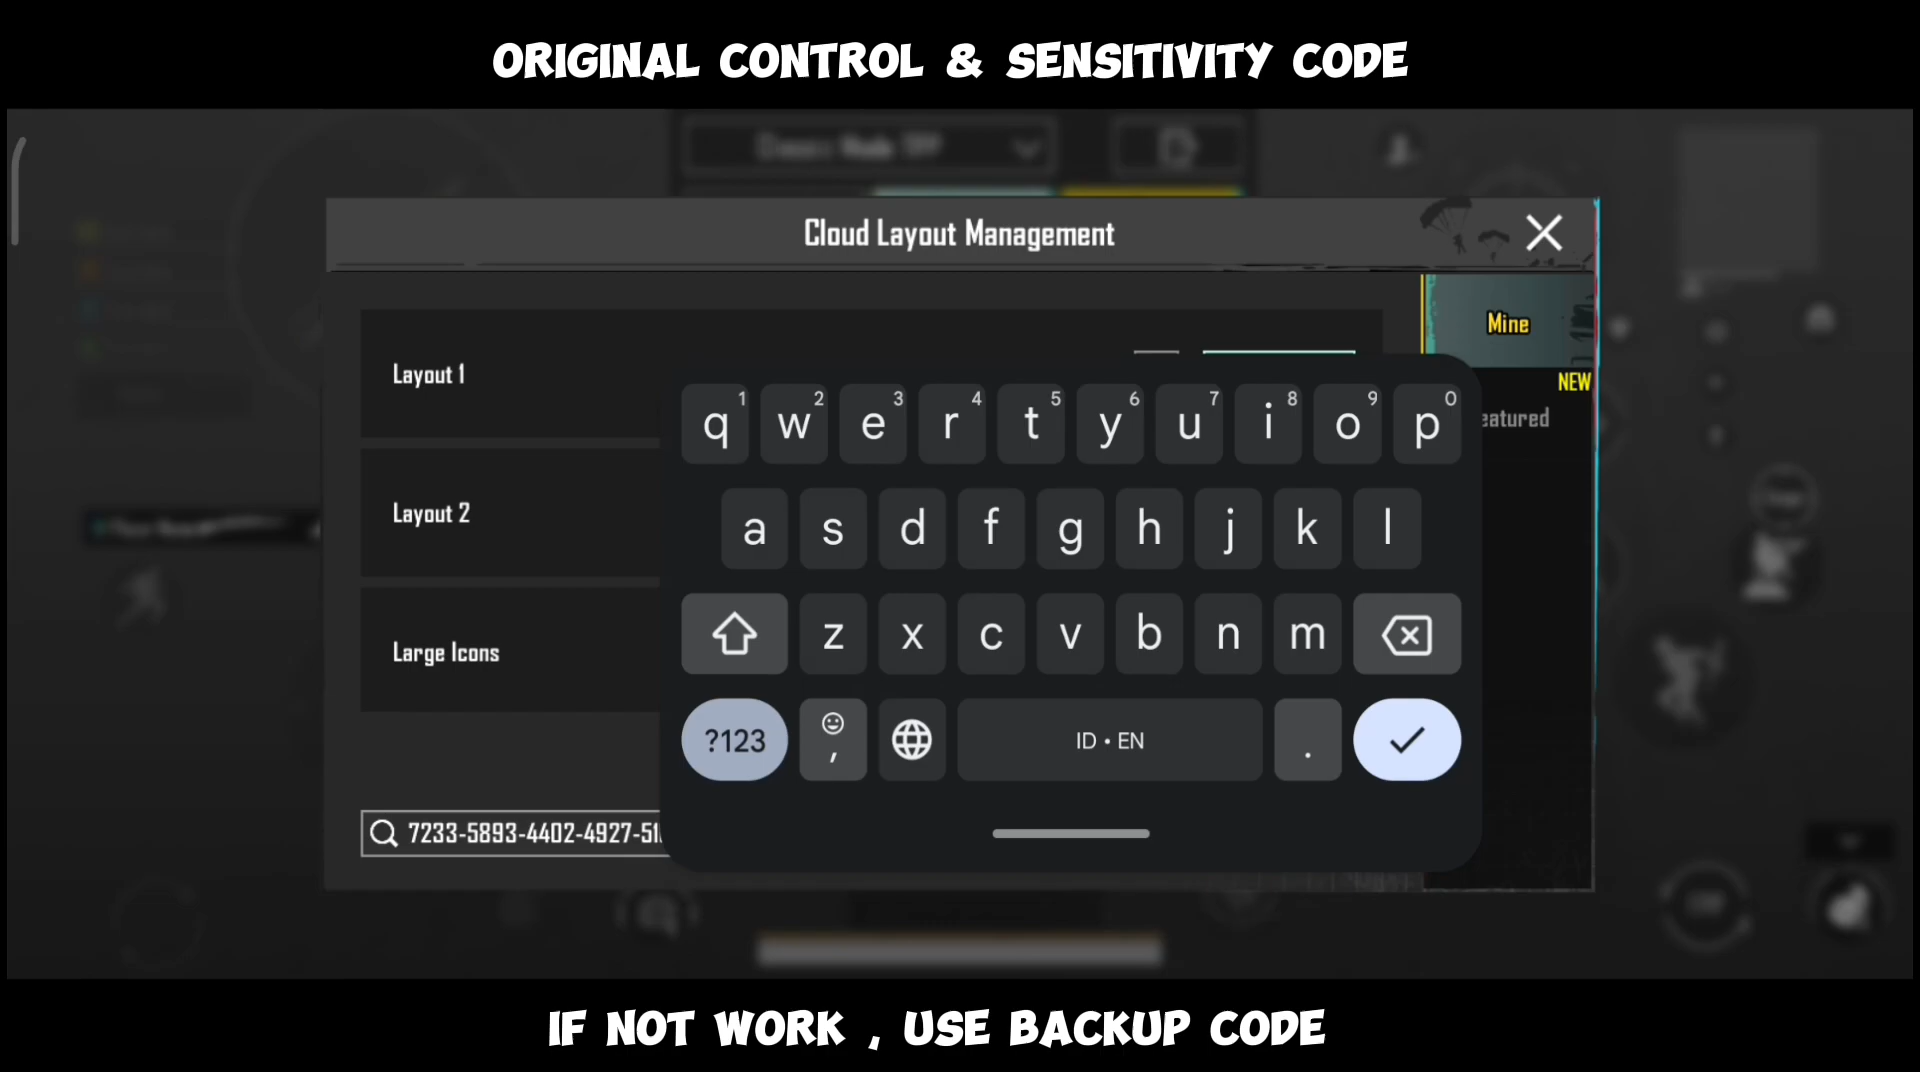 ORIGINAL CONTROL & SENSITIVITY CODE
Cloud Layout Management
Mine
NEW
Layout 1
Layout 2
Large Icons
7233-5893-4402-4927-51
q 1 w 2 e 3 r 4 t 5 y 6 u 7 i 8 o 9 p 0
a s d f g h j k l
z x c v b n m
?123 , ID • EN .
IF NOT WORK , USE BACKUP CODE